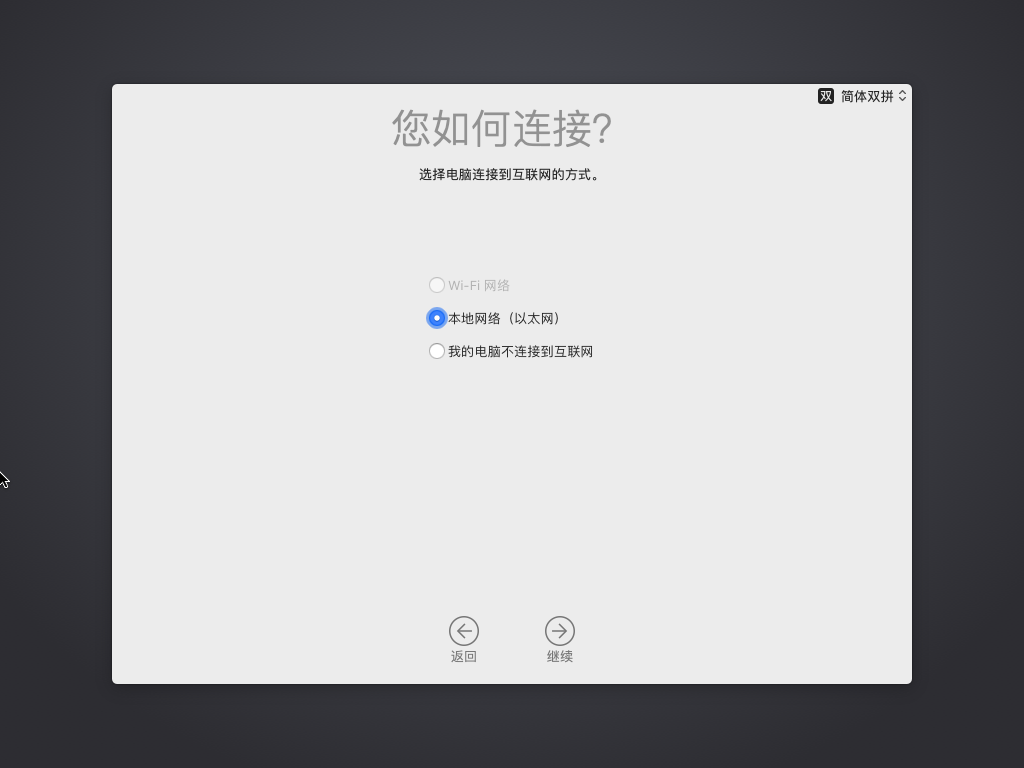 双 简体双拼
您如何连接?
选择电脑连接到互联网的方式。
Wi-Fi 网络
本地网络（以太网）
我的电脑不连接到互联网
返回 继续